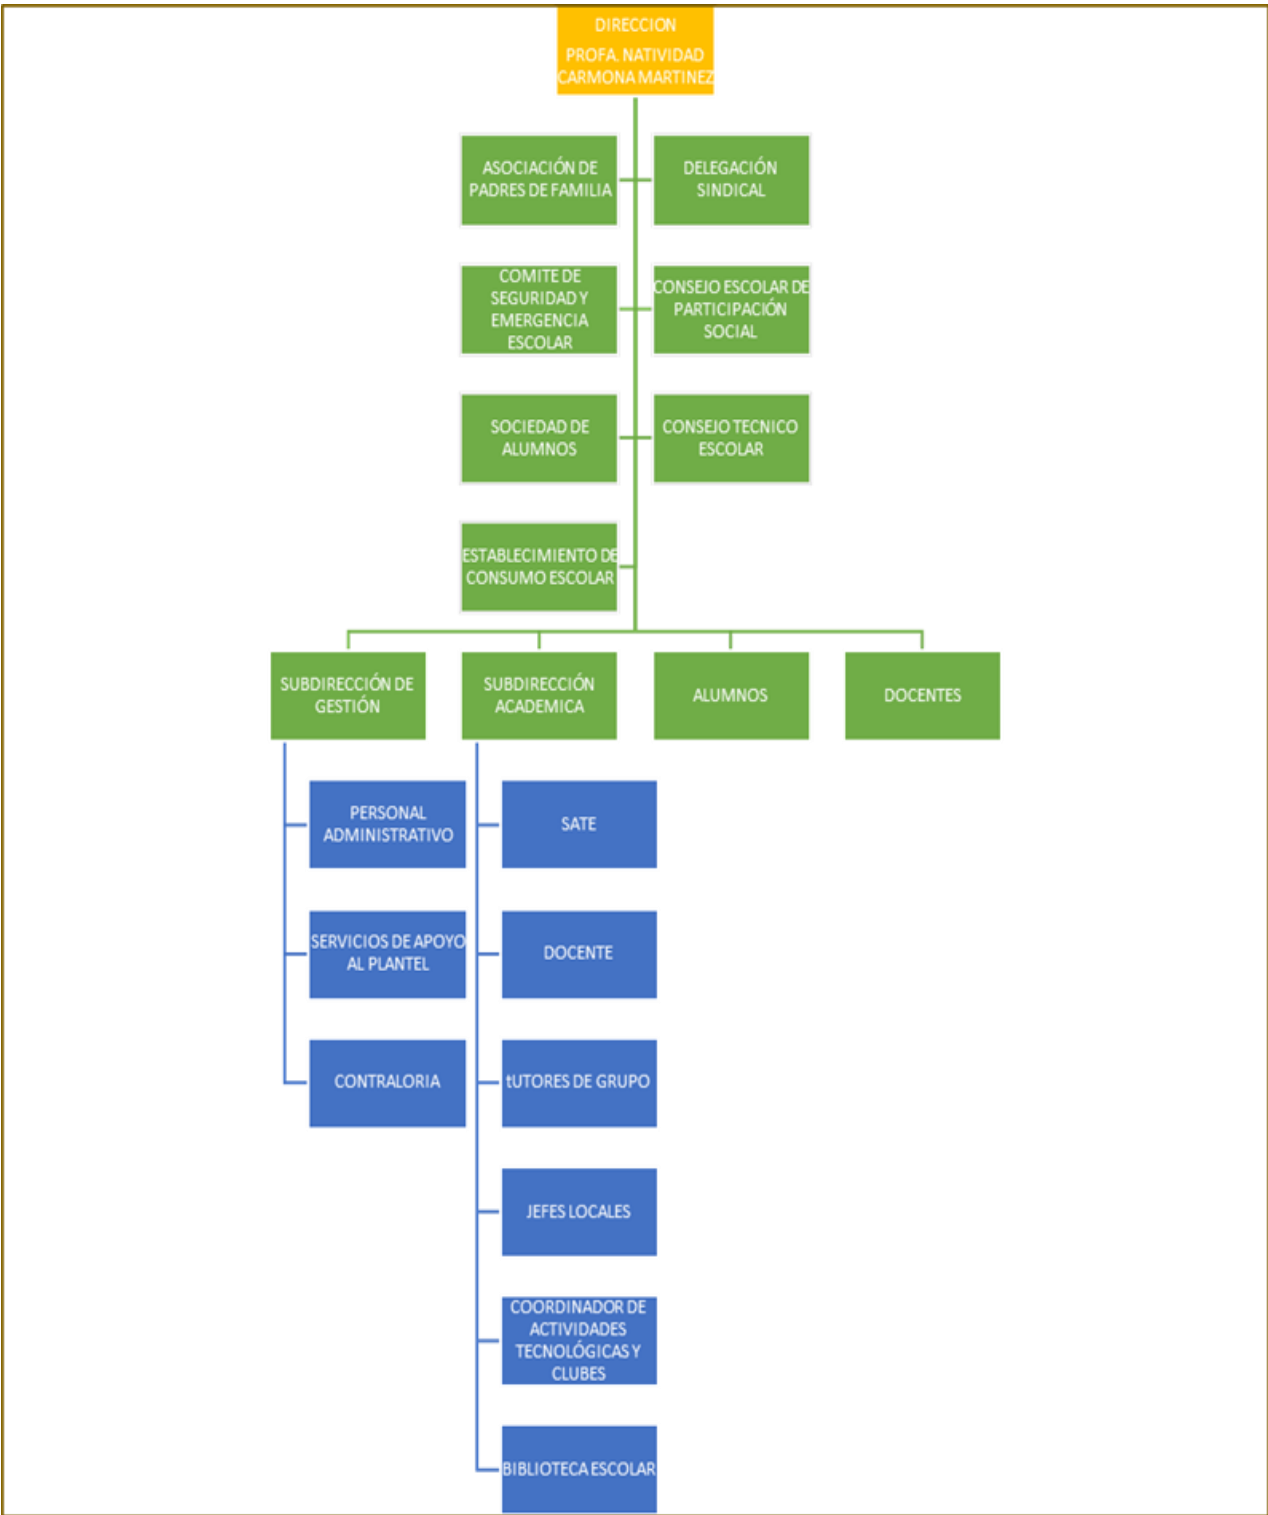 DIRECCION
PROFA. NATIVIDAD
CARMONA MARTINEZ
ASOCIACIÓN DE
PADRES DE FAMILIA
DELEGACIÓN
SINDICAL
COMITE DE
SEGURIDAD Y
EMERGENCIA
ESCOLAR
CONSEJO ESCOLAR DE
PARTICIPACIÓN
SOCIAL
SOCIEDAD DE
ALUMNOS
CONSEJO TECNICO
ESCOLAR
ESTABLECIMIENTO DE
CONSUMO ESCOLAR
SUBDIRECCIÓN DE
GESTIÓN
SUBDIRECCIÓN
ACADEMICA
ALUMNOS
DOCENTES
PERSONAL
ADMINISTRATIVO
SERVICIOS DE APOYO
AL PLANTEL
CONTRALORIA
SATE
DOCENTE
tUTORES DE GRUPO
JEFES LOCALES
COORDINADOR DE
ACTIVIDADES
TECNOLÓGICAS Y
CLUBES
BIBLIOTECA ESCOLAR